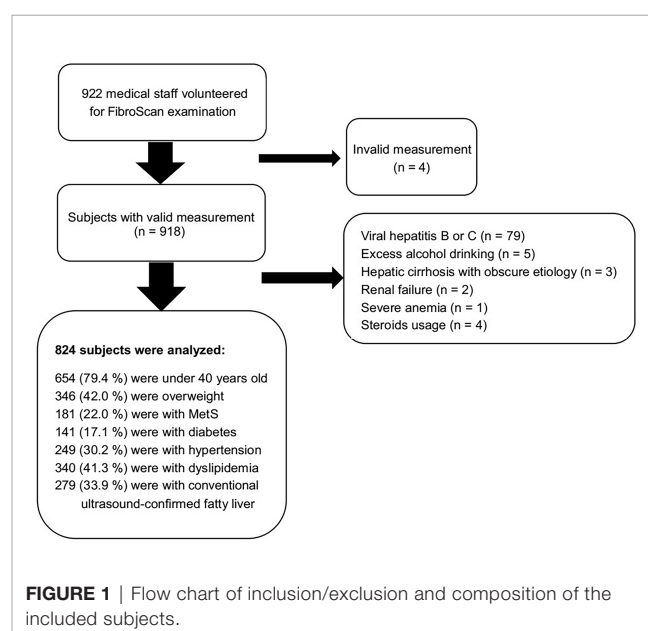 922 medical staff volunteered
for FibroScan examination
Invalid measurement
(n = 4)
Subjects with valid measurement
(n = 918)
Viral hepatitis B or C (n = 79)
Excess alcohol drinking (n = 5)
Hepatic cirrhosis with obscure etiology (n = 3)
Renal failure (n = 2)
Severe anemia (n = 1)
Steroids usage (n = 4)
824 subjects were analyzed:
654 (79.4 %) were under 40 years old
346 (42.0 %) were overweight
181 (22.0 %) were with MetS
141 (17.1 %) were with diabetes
249 (30.2 %) were with hypertension
340 (41.3 %) were with dyslipidemia
279 (33.9 %) were with conventional
ultrasound-confirmed fatty liver
FIGURE 1 | Flow chart of inclusion/exclusion and composition of the
included subjects.